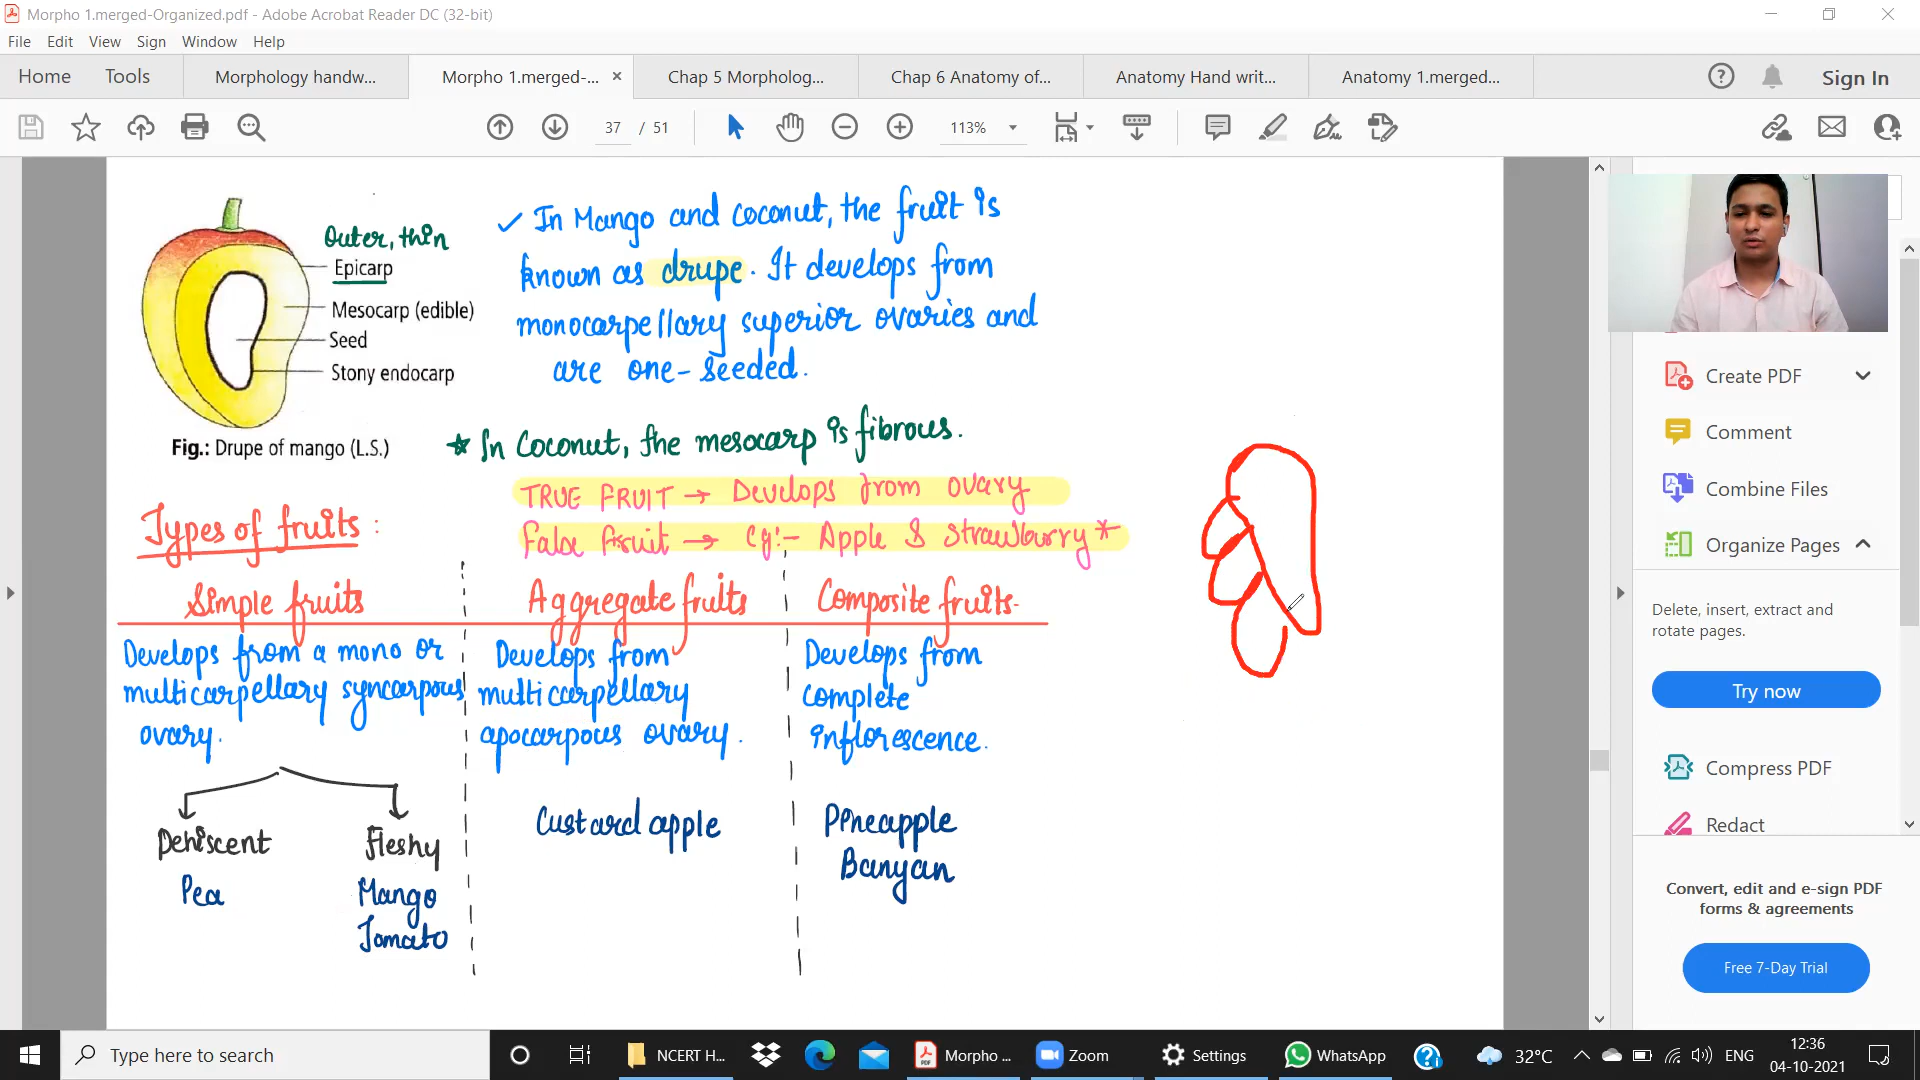 Morpho 1.merged-Organized.pdf - Adobe Acrobat Reader DC (32-bit)
File Edit View Sign Window Help
Home Tools Morphology handw... Morpho 1.merged-... × Chap 5 Morpholog... Chap 6 Anatomy of... Anatomy Hand writ... Anatomy 1.merged... Sign In
37 / 51 113%
Outer, thin
Epicarp
Mesocarp (edible)
Seed
Stony endocarp
Fig.: Drupe of mango (L.S.)
✓ In Mango and coconut, the fruit is
known as drupe. It develops from
monocarpellary superior ovaries and
are one-seeded.
★ In Coconut, the mesocarp is fibrous.
TRUE FRUIT → Develops from ovary
False fruit → Eg:- Apple & Strawburry*
Types of fruits :
Simple fruits
Develops from a mono or
multicarpellary syncarpous
ovary.
Dehiscent
Pea
Fleshy
Mango
Tomato
Aggregate fruits
Develops from
multicarpellary
apocarpous ovary.
Custard apple
Composite fruits.
Develops from
complete
inflorescence.
Pineapple
Banyan
Create PDF
Comment
Combine Files
Organize Pages
Delete, insert, extract and
rotate pages.
Try now
Compress PDF
Redact
Convert, edit and e-sign PDF
forms & agreements
Free 7-Day Trial
Type here to search
NCERT H...
Morpho ...
Zoom
Settings
WhatsApp
32°C
ENG
12:36
04-10-2021